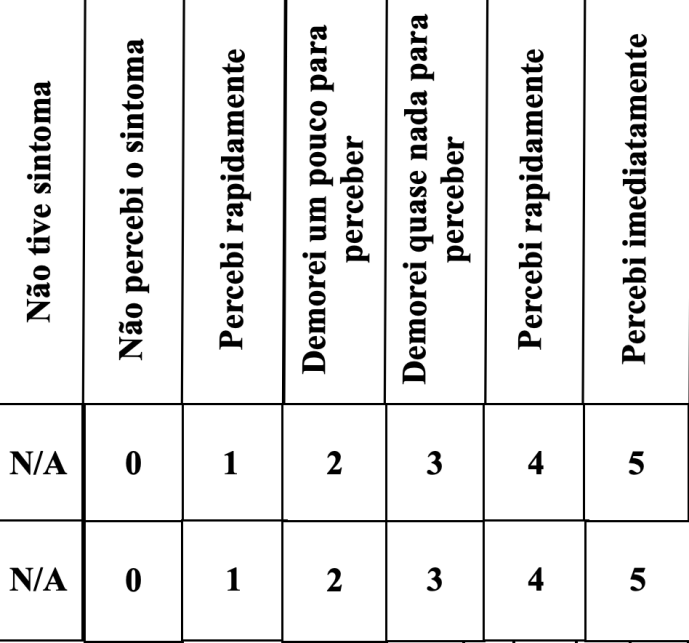 Não tive sintoma
Não percebi o sintoma
Percebi rapidamente
Demorei um pouco para
perceber
Demorei quase nada para
perceber
Percebi rapidamente
Percebi imediatamente
N/A 0 1 2 3 4 5
N/A 0 1 2 3 4 5